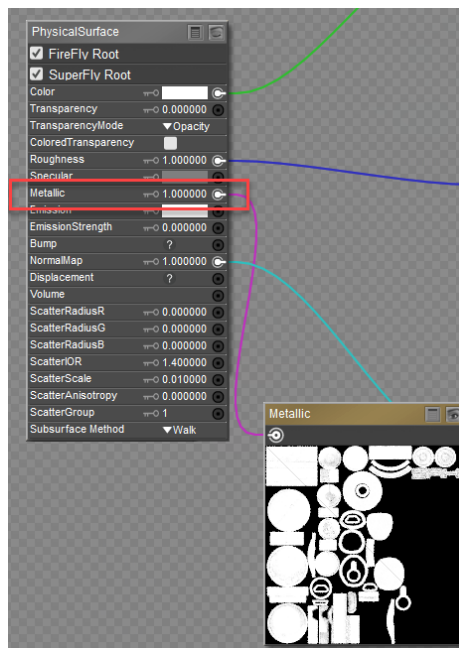 PhysicalSurface
FireFly Root
SuperFly Root
Color
Transparency 0.000000
TransparencyMode ▼Opacity
ColoredTransparency
Roughness 1.000000
Specular
Metallic 1.000000
Emission
EmissionStrength 0.000000
Bump ?
NormalMap 1.000000
Displacement ?
Volume
ScatterRadiusR 0.000000
ScatterRadiusG 0.000000
ScatterRadiusB 0.000000
ScatterIOR 1.400000
ScatterScale 0.010000
ScatterAnisotropy 0.000000
ScatterGroup 1
Subsurface Method ▼Walk
Metallic